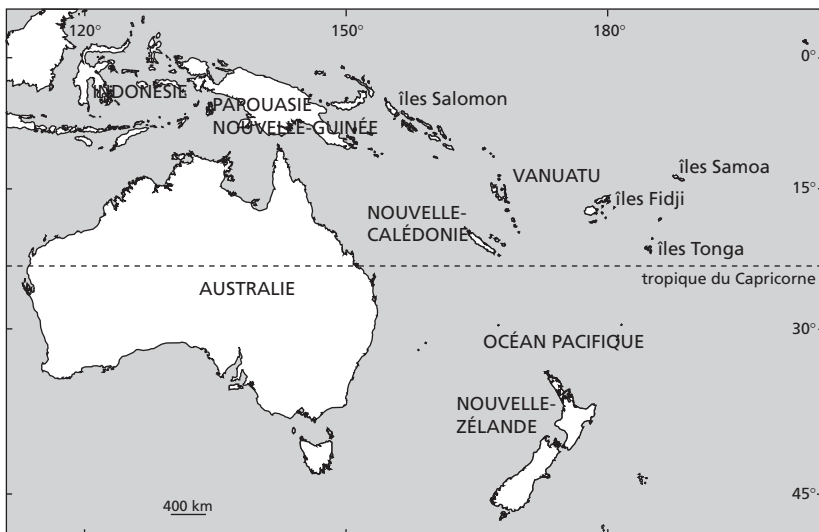 120°
150°
180°
0°
INDONÉSIE
PAPOUASIE
NOUVELLE-GUINÉE
îles Salomon
VANUATU
îles Samoa
15°
îles Fidji
NOUVELLE-
CALÉDONIE
îles Tonga
tropique du Capricorne
AUSTRALIE
30°
OCÉAN PACIFIQUE
NOUVELLE-
ZÉLANDE
45°
400 km